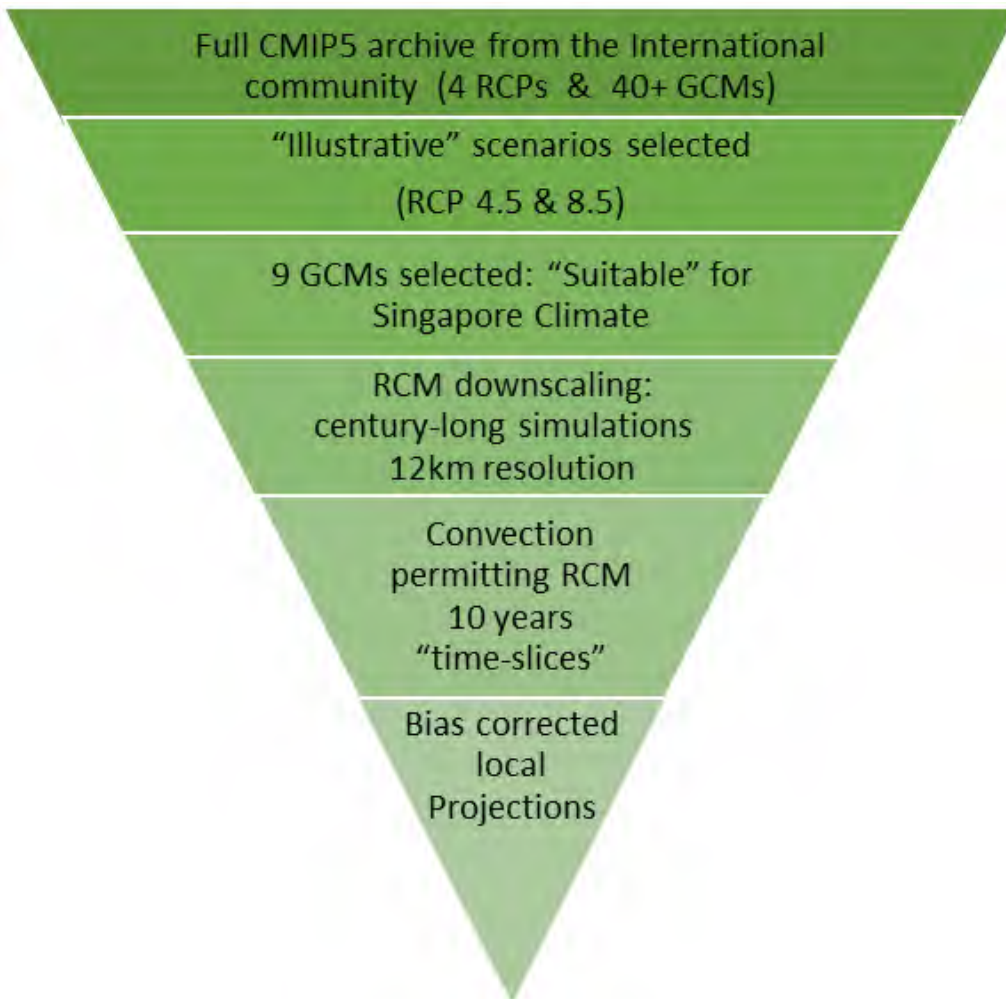 Full CMIP5 archive from the International
community (4 RCPs & 40+ GCMs)
“Illustrative” scenarios selected
(RCP 4.5 & 8.5)
9 GCMs selected: “Suitable” for
Singapore Climate
RCM downscaling:
century-long simulations
12km resolution
Convection
permitting RCM
10 years
“time-slices”
Bias corrected
local
Projections